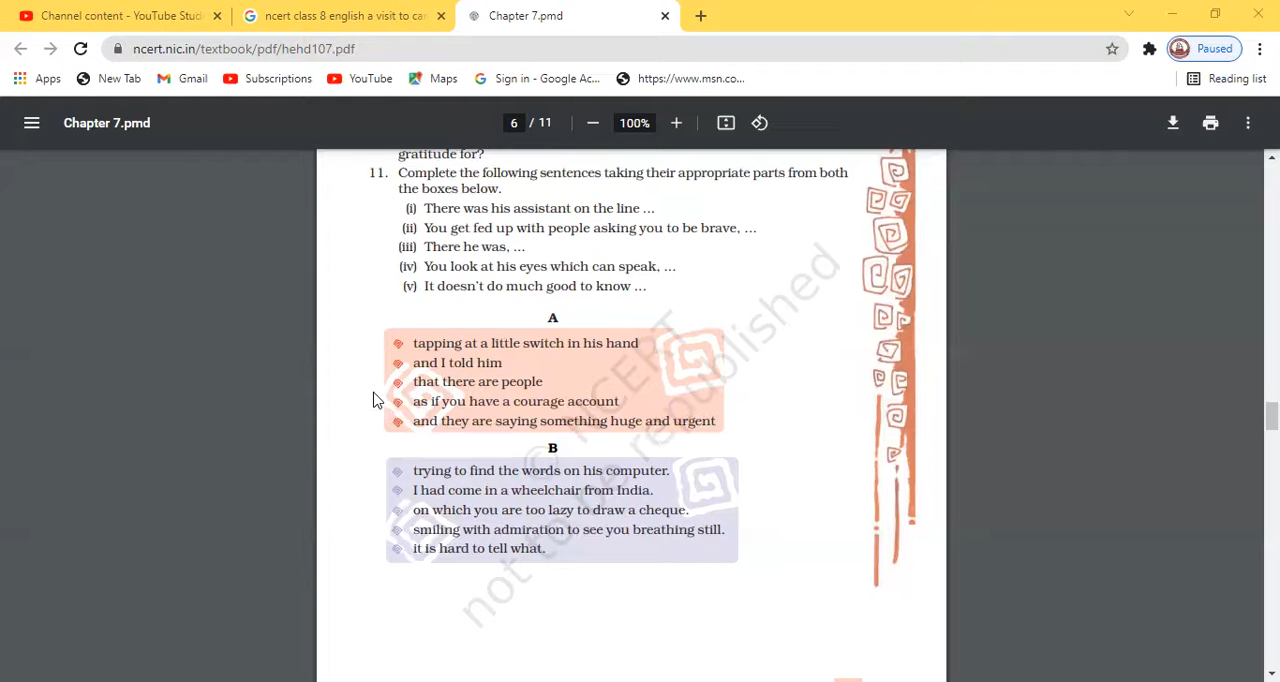 Channel content - YouTube Stud
ncert class 8 english a visit to car
Chapter 7.pmd
ncert.nic.in/textbook/pdf/hehd107.pdf
Paused
Apps
New Tab
Gmail
Subscriptions
YouTube
Maps
Sign in - Google Ac...
https://www.msn.co...
Reading list
Chapter 7.pmd
6 / 11
100%
gratitude for?
11. Complete the following sentences taking their appropriate parts from both
the boxes below.
(i) There was his assistant on the line ...
(ii) You get fed up with people asking you to be brave, ...
(iii) There he was, ...
(iv) You look at his eyes which can speak, ...
(v) It doesn't do much good to know ...
A
tapping at a little switch in his hand
and I told him
that there are people
as if you have a courage account
and they are saying something huge and urgent
B
trying to find the words on his computer.
I had come in a wheelchair from India.
on which you are too lazy to draw a cheque.
smiling with admiration to see you breathing still.
it is hard to tell what.
© NCERT
not to be republished